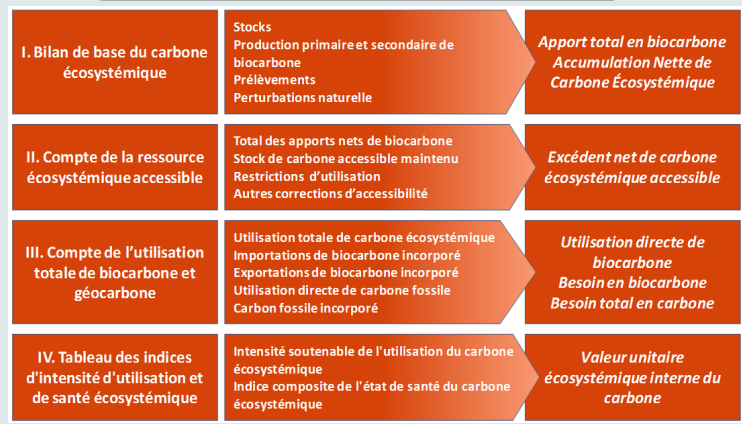 I. Bilan de base du carbone
écosystémique
Stocks
Production primaire et secondaire de
biocarbone
Prélèvements
Perturbations naturelle
Apport total en biocarbone
Accumulation Nette de
Carbone Écosystémique
II. Compte de la ressource
écosystémique accessible
Total des apports nets de biocarbone
Stock de carbone accessible maintenu
Restrictions d'utilisation
Autres corrections d'accessibilité
Excédent net de carbone
écosystémique accessible
III. Compte de l'utilisation
totale de biocarbone et
géocarbone
Utilisation totale de carbone écosystémique
Importations de biocarbone incorporé
Exportations de biocarbone incorporé
Utilisation directe de carbone fossile
Carbon fossile incorporé
Utilisation directe de
biocarbone
Besoin en biocarbone
Besoin total en carbone
IV. Tableau des indices
d'intensité d'utilisation et
de santé écosystémique
Intensité soutenable de l'utilisation du carbone
écosystémique
Indice composite de l'état de santé du carbone
écosystémique
Valeur unitaire
écosystémique interne du
carbone